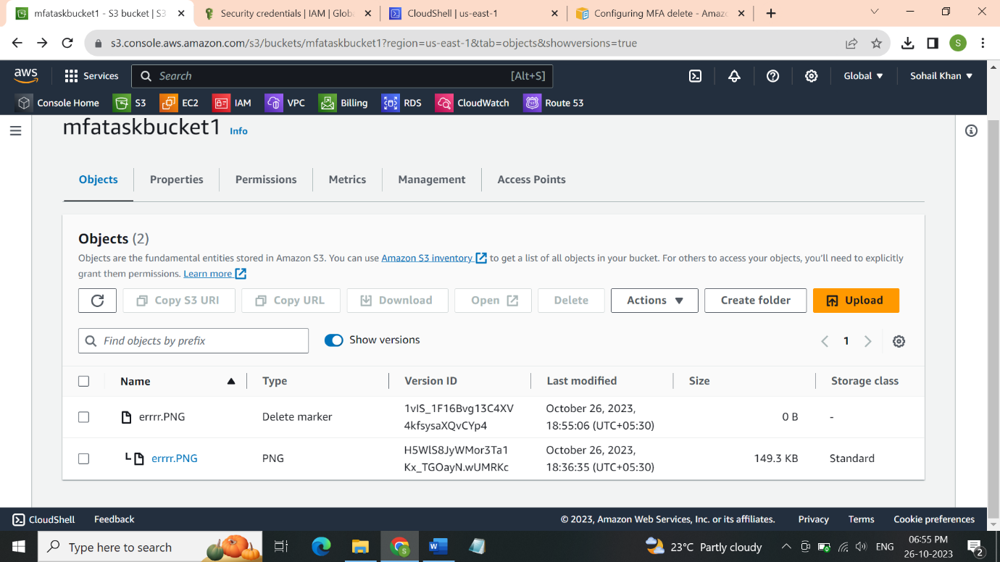 mfataskbucket1 - S3 bucket | S3
Security credentials | IAM | Glob
CloudShell | us-east-1
Configuring MFA delete - Amazo
s3.console.aws.amazon.com/s3/buckets/mfataskbucket1?region=us-east-1&tab=objects&showversions=true
S
aws
Services
Search
[Alt+S]
Global
Sohail Khan
Console Home
S3
EC2
IAM
VPC
Billing
RDS
CloudWatch
Route 53
mfataskbucket1 Info
Objects
Properties
Permissions
Metrics
Management
Access Points
Objects (2)
Objects are the fundamental entities stored in Amazon S3. You can use Amazon S3 inventory to get a list of all objects in your bucket. For others to access your objects, you'll need to explicitly
grant them permissions. Learn more
Copy S3 URI
Copy URL
Download
Open
Delete
Actions
Create folder
Upload
Find objects by prefix
Show versions
1
Name
Type
Version ID
Last modified
Size
Storage class
errrr.PNG
Delete marker
1vIS_1F16Bvg13C4XV
4kfsysaXQvCYp4
October 26, 2023,
18:55:06 (UTC+05:30)
0 B
-
errrr.PNG
PNG
H5WlS8JyWMor3Ta1
Kx_TGOayN.wUMRKc
October 26, 2023,
18:36:35 (UTC+05:30)
149.3 KB
Standard
CloudShell
Feedback
© 2023, Amazon Web Services, Inc. or its affiliates.
Privacy
Terms
Cookie preferences
Type here to search
23°C Partly cloudy
ENG
06:55 PM
26-10-2023
2